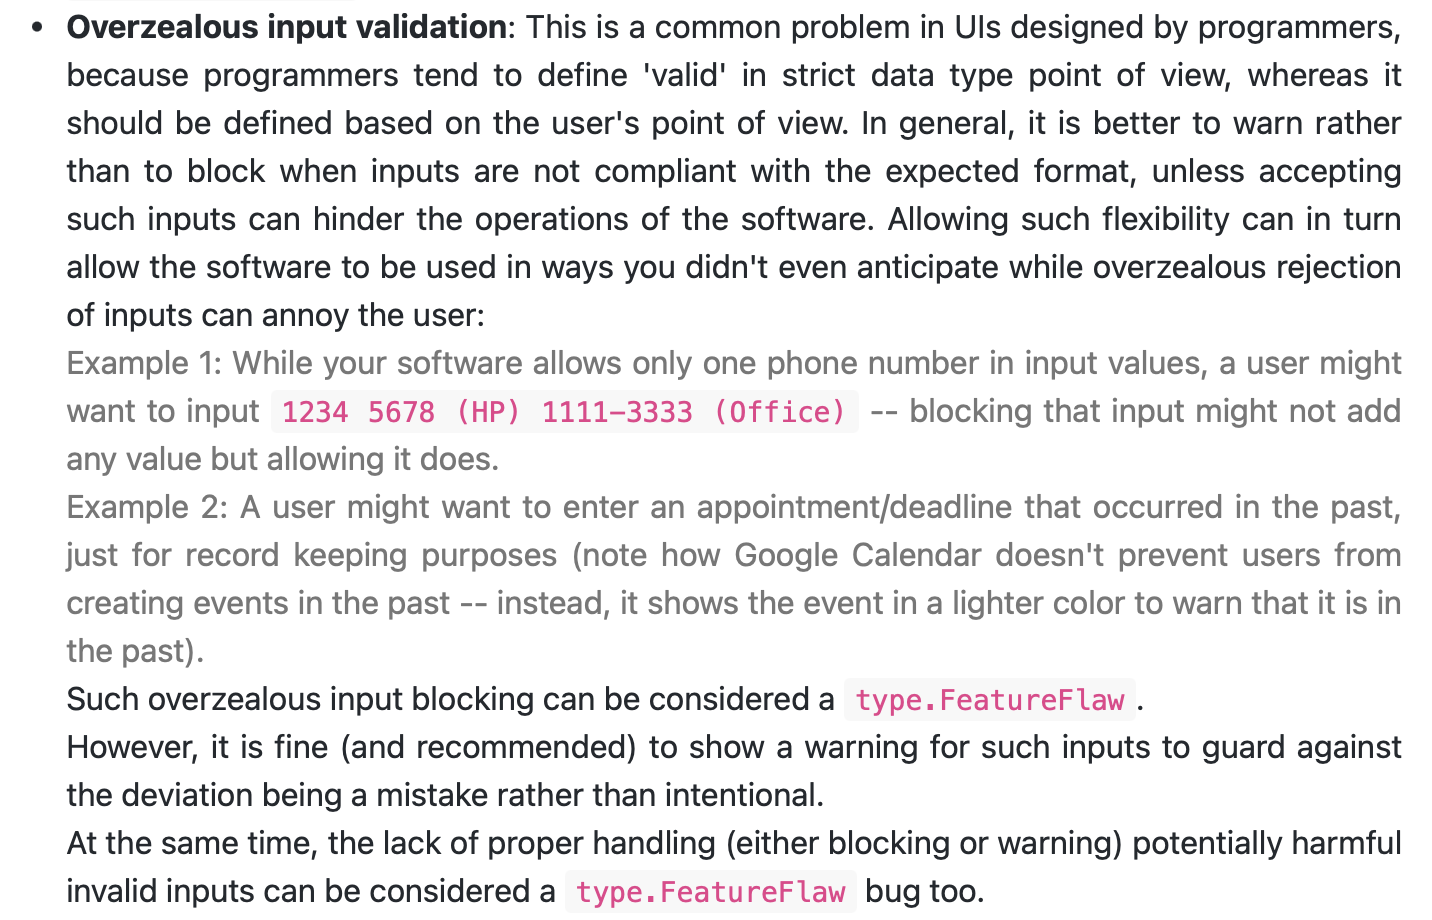 • Overzealous input validation: This is a common problem in UIs designed by programmers,
because programmers tend to define 'valid' in strict data type point of view, whereas it
should be defined based on the user's point of view. In general, it is better to warn rather
than to block when inputs are not compliant with the expected format, unless accepting
such inputs can hinder the operations of the software. Allowing such flexibility can in turn
allow the software to be used in ways you didn't even anticipate while overzealous rejection
of inputs can annoy the user:
Example 1: While your software allows only one phone number in input values, a user might
want to input 1234 5678 (HP) 1111-3333 (Office) -- blocking that input might not add
any value but allowing it does.
Example 2: A user might want to enter an appointment/deadline that occurred in the past,
just for record keeping purposes (note how Google Calendar doesn't prevent users from
creating events in the past -- instead, it shows the event in a lighter color to warn that it is in
the past).
Such overzealous input blocking can be considered a type.FeatureFlaw.
However, it is fine (and recommended) to show a warning for such inputs to guard against
the deviation being a mistake rather than intentional.
At the same time, the lack of proper handling (either blocking or warning) potentially harmful
invalid inputs can be considered a type.FeatureFlaw bug too.